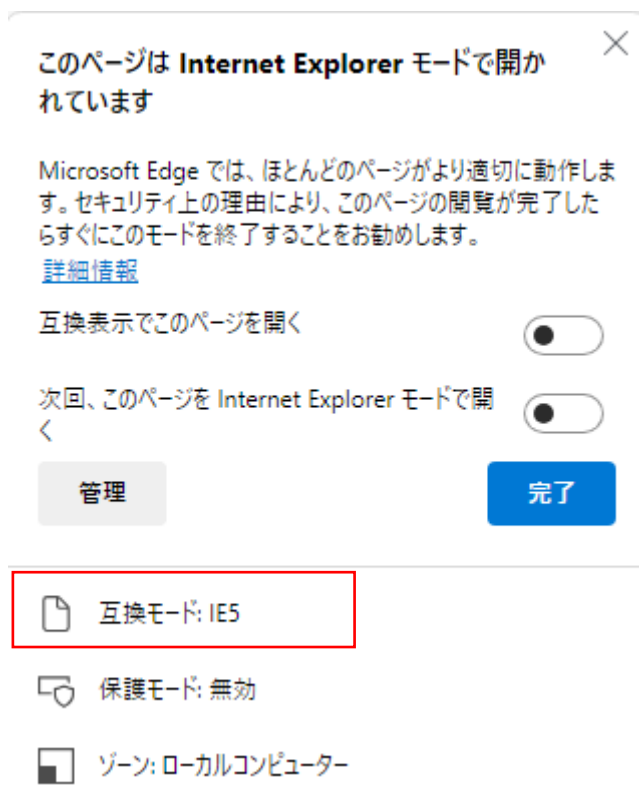 このページは Internet Explorer モードで開か
れています
Microsoft Edge では、ほとんどのページがより適切に動作しま
す。セキュリティ上の理由により、このページの閲覧が完了した
らすぐにこのモードを終了することをお勧めします。
詳細情報
互換表示でこのページを開く
次回、このページを Internet Explorer モードで開
く
管理
完了
互換モード: IE5
保護モード: 無効
ゾーン: ローカルコンピューター